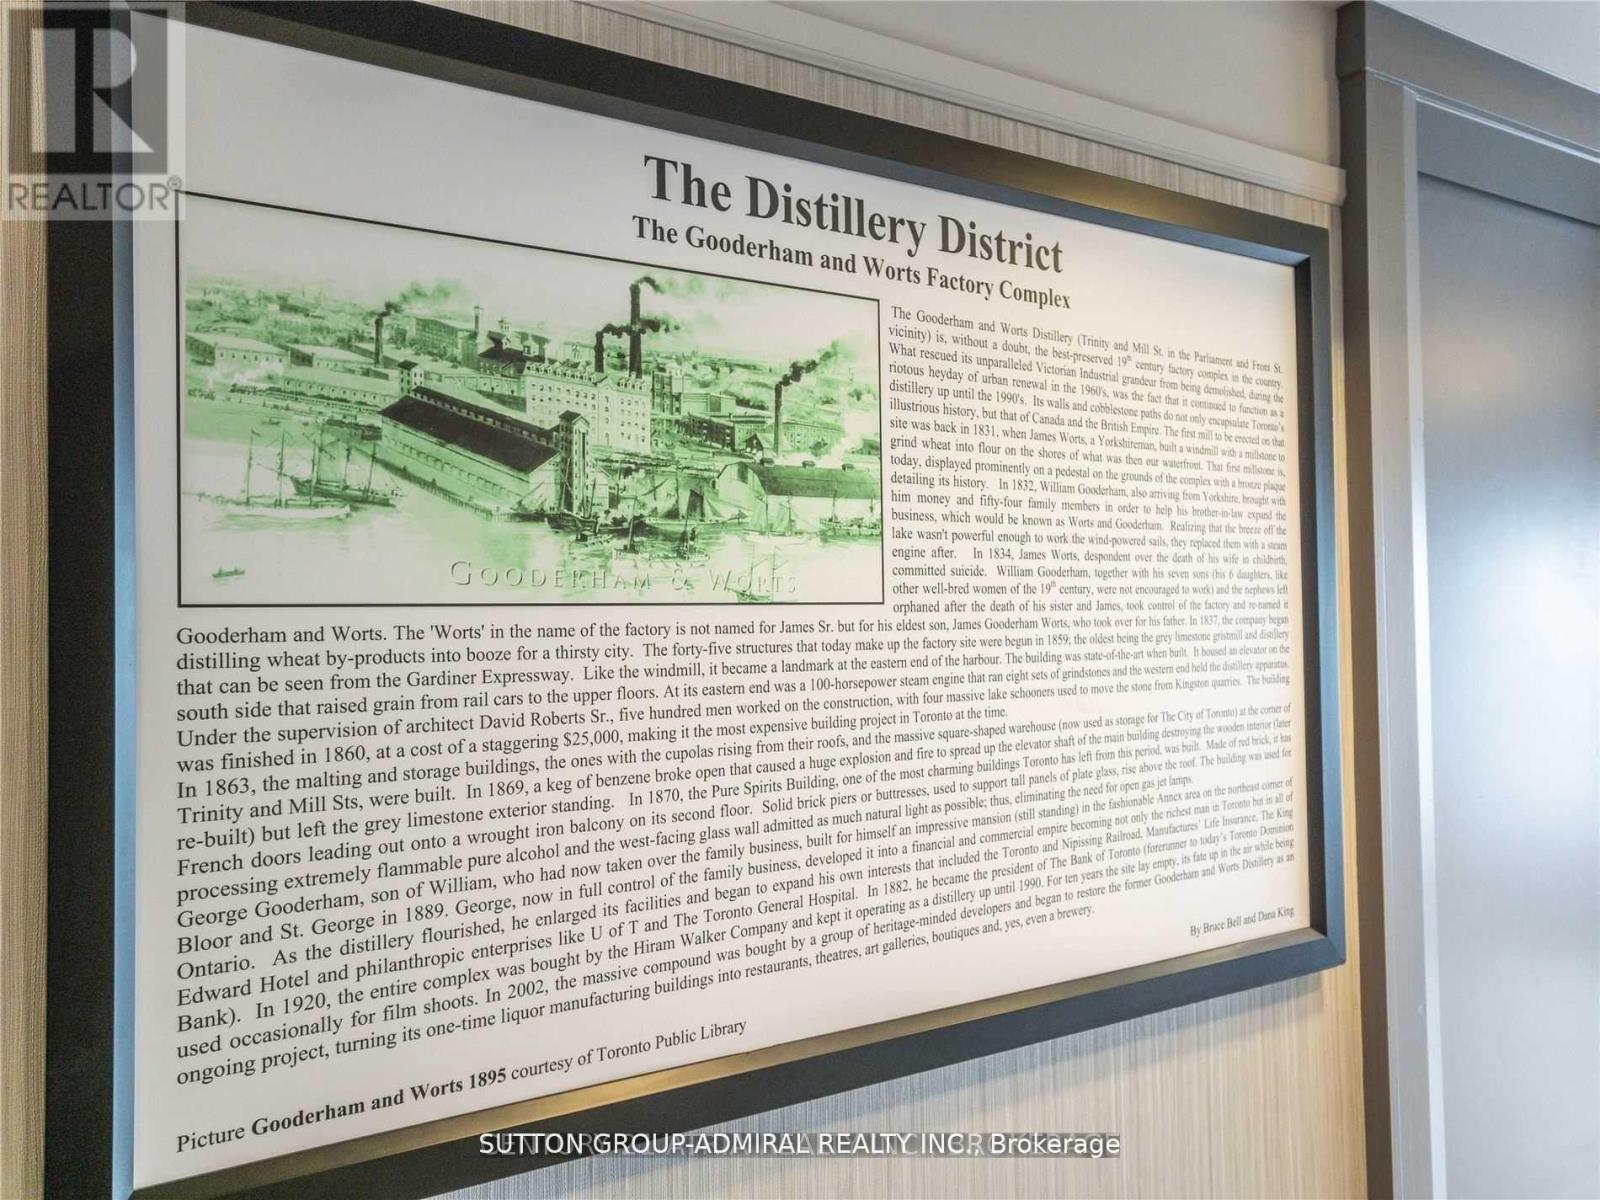 REALTOR®
The Distillery District
The Gooderham and Worts Factory Complex
The Gooderham and Worts Distillery (Trinity and Mill St. in the Parliament and Front St.
vicinity) is, without a doubt, the best-preserved 19th century factory complex in the country.
What rescued its unparalleled Victorian Industrial grandeur from being demolished, during the
riotous heyday of urban renewal in the 1960's, was the fact that it continued to function as a
distillery up until the 1990's. Its walls and cobblestone paths do not only encapsulate Toronto's
illustrious history, but that of Canada and the British Empire. The first mill to be erected on that
site was back in 1831, when James Worts, a Yorkshireman, built a windmill with a millstone to
grind wheat into flour on the shores of what was then our waterfront. That first millstone is,
today, displayed prominently on a pedestal on the grounds of the complex with a bronze plaque
detailing its history. In 1832, William Gooderham, also arriving from Yorkshire, brought with
him money and fifty-four family members in order to help his brother-in-law expand the
business, which would be known as Worts and Gooderham. Realizing that the breeze off the
lake wasn't powerful enough to work the wind-powered sails, they replaced them with a steam
engine after. In 1834, James Worts, despondent over the death of his wife in childbirth,
committed suicide. William Gooderham, together with his seven sons (his 6 daughters, like
other well-bred women of the 19th century, were not encouraged to work) and the nephews left
orphaned after the death of his sister and James, took control of the factory and re-named it
GOODERHAM & WORTS
Gooderham and Worts. The 'Worts' in the name of the factory is not named for James Sr. but for his eldest son, James Gooderham Worts, who took over for his father. In 1837, the company began
distilling wheat by-products into booze for a thirsty city. The forty-five structures that today make up the factory site were begun in 1859; the oldest being the grey limestone gristmill and distillery
that can be seen from the Gardiner Expressway. Like the windmill, it became a landmark at the eastern end of the harbour. The building was state-of-the-art when built. It housed an elevator on the
south side that raised grain from rail cars to the upper floors. At its eastern end was a 100-horsepower steam engine that ran eight sets of grindstones and the western end held the distillery apparatus.
Under the supervision of architect David Roberts Sr., five hundred men worked on the construction, with four massive lake schooners used to move the stone from Kingston quarries. The building
was finished in 1860, at a cost of a staggering $25,000, making it the most expensive building project in Toronto at the time.
In 1863, the malting and storage buildings, the ones with the cupolas rising from their roofs, and the massive square-shaped warehouse (now used as storage for The City of Toronto) at the corner of
Trinity and Mill Sts, were built. In 1869, a keg of benzene broke open that caused a huge explosion and fire to spread up the elevator shaft of the main building destroying the wooden interior (later
re-built) but left the grey limestone exterior standing. In 1870, the Pure Spirits Building, one of the most charming buildings Toronto has left from this period, was built. Made of red brick, it has
French doors leading out onto a wrought iron balcony on its second floor. Solid brick piers or buttresses, used to support tall panels of plate glass, rise above the roof. The building was used for
processing extremely flammable pure alcohol and the west-facing glass wall admitted as much natural light as possible; thus, eliminating the need for open gas jet lamps.
George Gooderham, son of William, who had now taken over the family business, built for himself an impressive mansion (still standing) in the fashionable Annex area on the northeast corner of
Bloor and St. George in 1889. George, now in full control of the family business, developed it into a financial and commercial empire becoming not only the richest man in Toronto but in all of
Ontario. As the distillery flourished, he enlarged its facilities and began to expand his own interests that included the Toronto and Nipissing Railroad, Manufactures' Life Insurance, The King
Edward Hotel and philanthropic enterprises like U of T and The Toronto General Hospital. In 1882, he became the president of The Bank of Toronto (forerunner to today's Toronto Dominion
Bank). In 1920, the entire complex was bought by the Hiram Walker Company and kept it operating as a distillery up until 1990. For ten years the site lay empty, its fate up in the air while being
used occasionally for film shoots. In 2002, the massive compound was bought by a group of heritage-minded developers and began to restore the former Gooderham and Worts Distillery as an
ongoing project, turning its one-time liquor manufacturing buildings into restaurants, theatres, art galleries, boutiques and, yes, even a brewery.
By Bruce Bell and Dana King
Picture Gooderham and Worts 1895 courtesy of Toronto Public Library
SUTTON GROUP-ADMIRAL REALTY INC., Brokerage